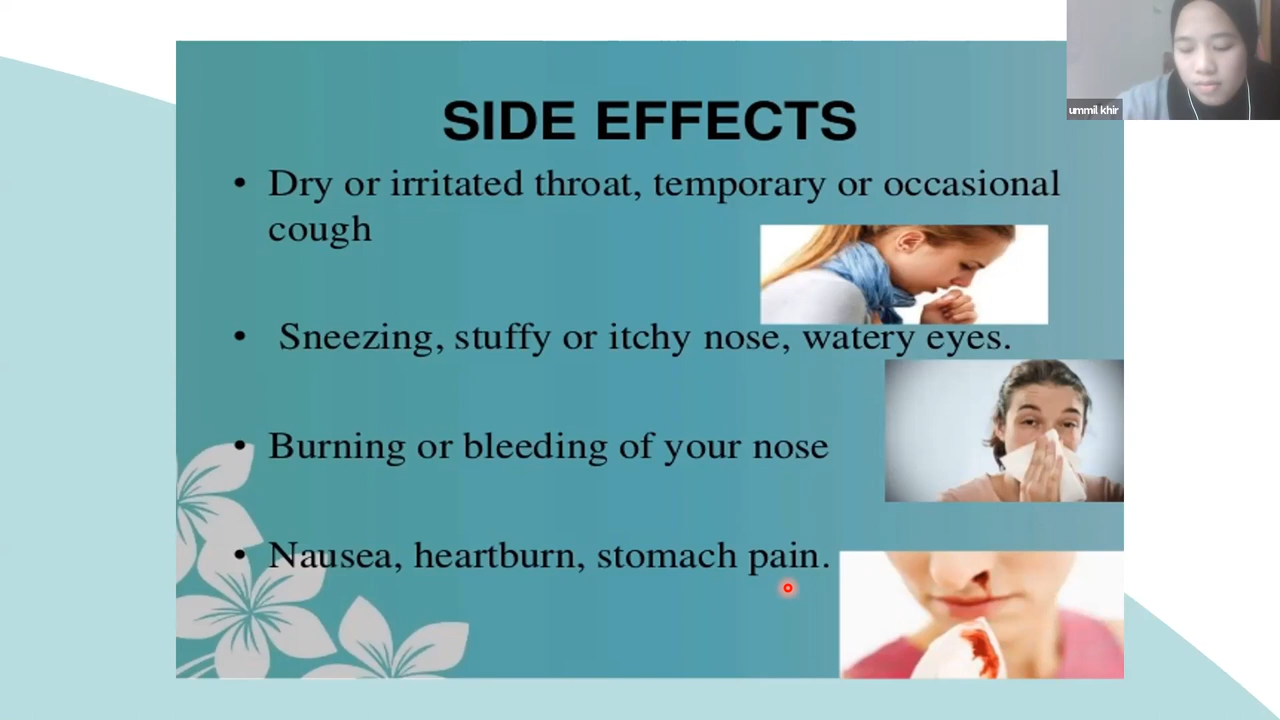 ummil khir
SIDE EFFECTS
• Dry or irritated throat, temporary or occasional
cough
• Sneezing, stuffy or itchy nose, watery eyes.
• Burning or bleeding of your nose
• Nausea, heartburn, stomach pain.